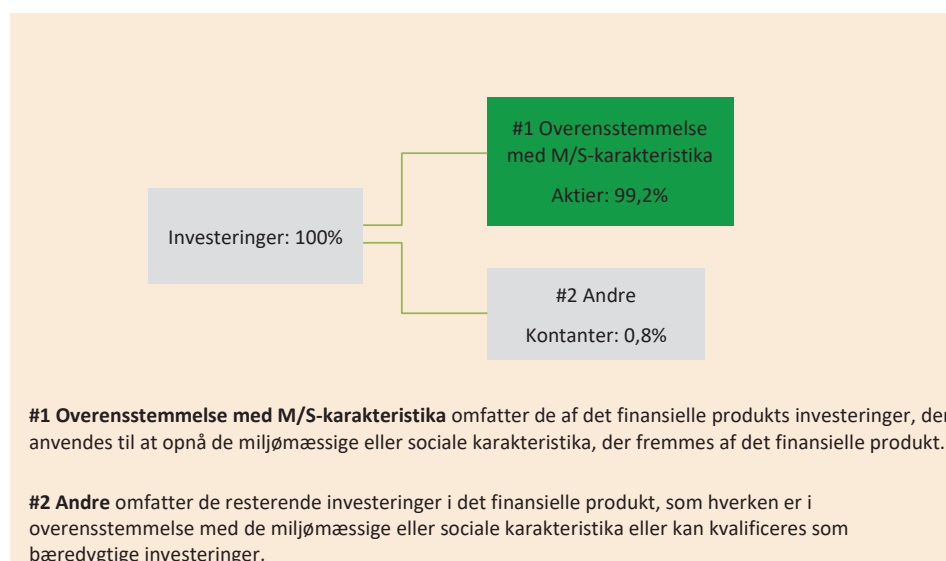 #1 Overensstemmelse
med M/S-karakteristika
Aktier: 99,2%
Investeringer: 100%
#2 Andre
Kontanter: 0,8%
#1 Overensstemmelse med M/S-karakteristika omfatter de af det finansielle produkts investeringer, der
anvendes til at opnå de miljømæssige eller sociale karakteristika, der fremmes af det finansielle produkt.
#2 Andre omfatter de resterende investeringer i det finansielle produkt, som hverken er i
overensstemmelse med de miljømæssige eller sociale karakteristika eller kan kvalificeres som
bæredygtige investeringer.